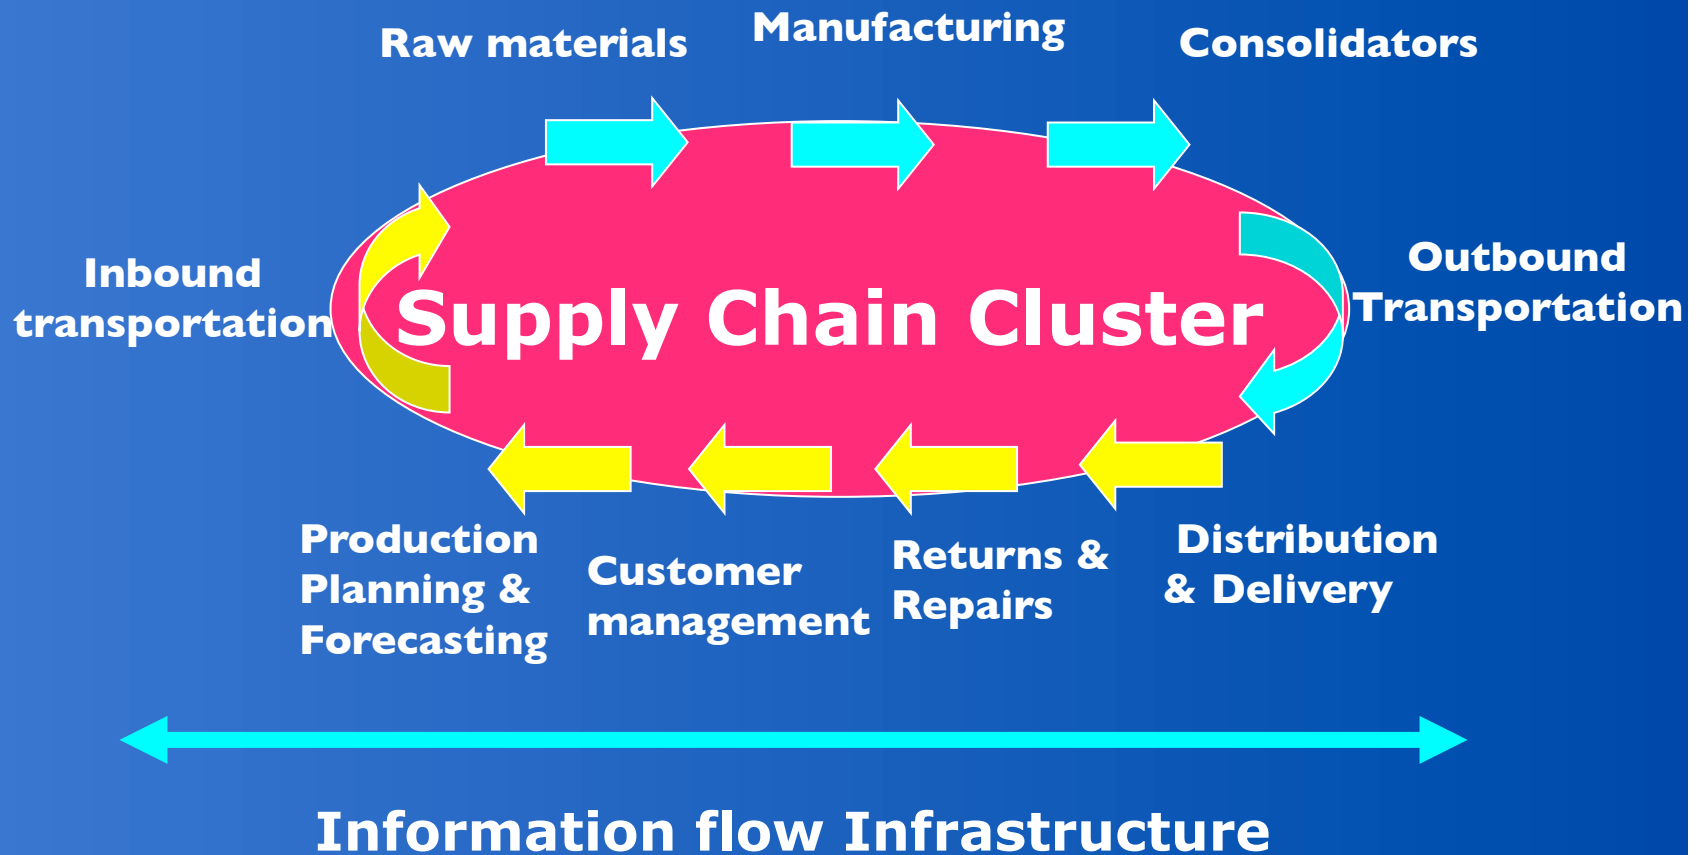 Raw materials
Manufacturing
Consolidators
Inbound
transportation
Supply Chain Cluster
Outbound
Transportation
Production
Planning &
Forecasting
Customer
management
Returns &
Repairs
Distribution
& Delivery
Information flow Infrastructure